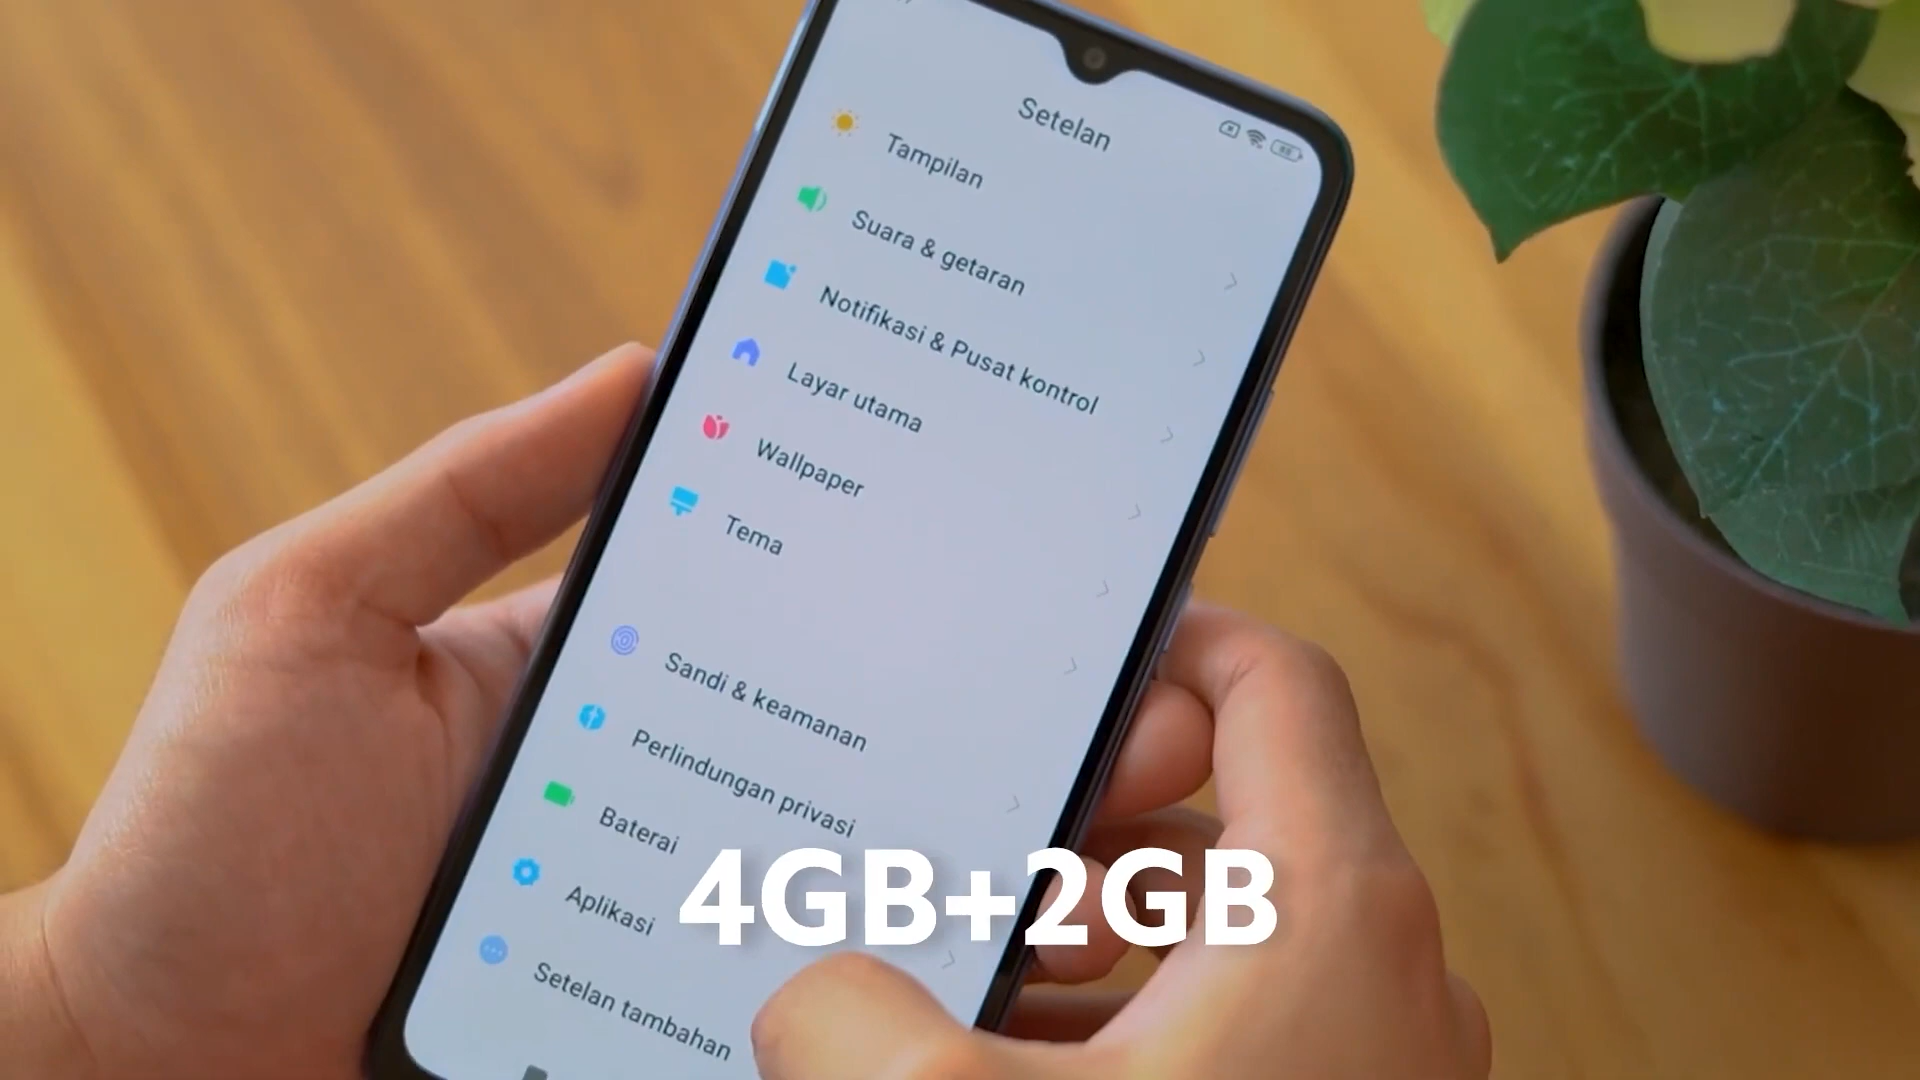 Setelan
Tampilan
Suara & getaran
Notifikasi & Pusat kontrol
Layar utama
Wallpaper
Tema
Sandi & keamanan
Perlindungan privasi
Baterai
Aplikasi
Setelan tambahan
4GB+2GB